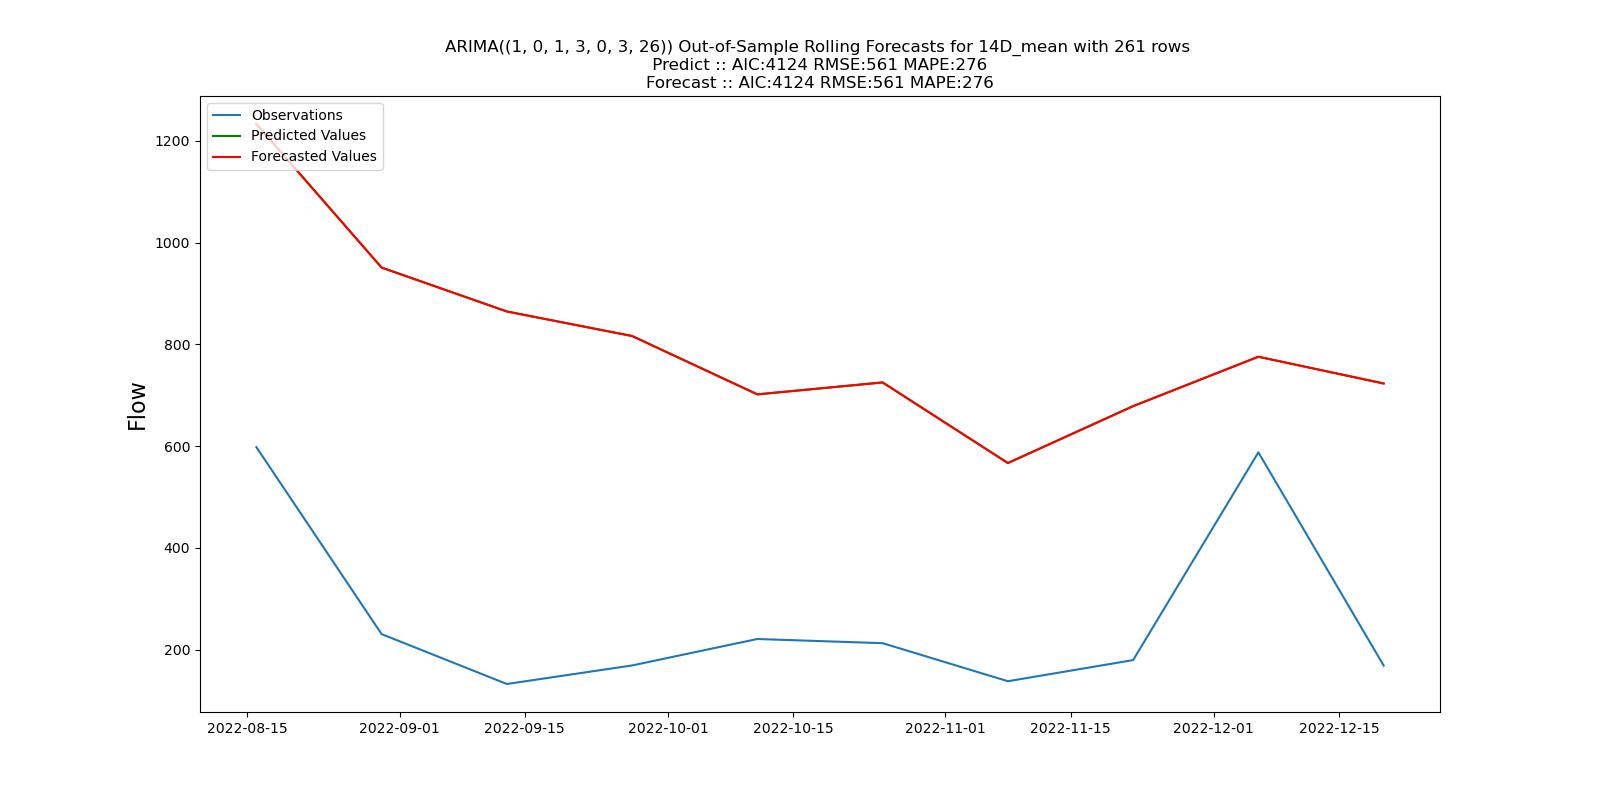 ARIMA((1, 0, 1, 3, 0, 3, 26)) Out-of-Sample Rolling Forecasts for 14D_mean with 261 rows
Predict :: AIC:4124 RMSE:561 MAPE:276
Forecast :: AIC:4124 RMSE:561 MAPE:276
Observations
Predicted Values
Forecasted Values
1200
1000
800
600
400
200
Flow
2022-08-15 2022-09-01 2022-09-15 2022-10-01 2022-10-15 2022-11-01 2022-11-15 2022-12-01 2022-12-15